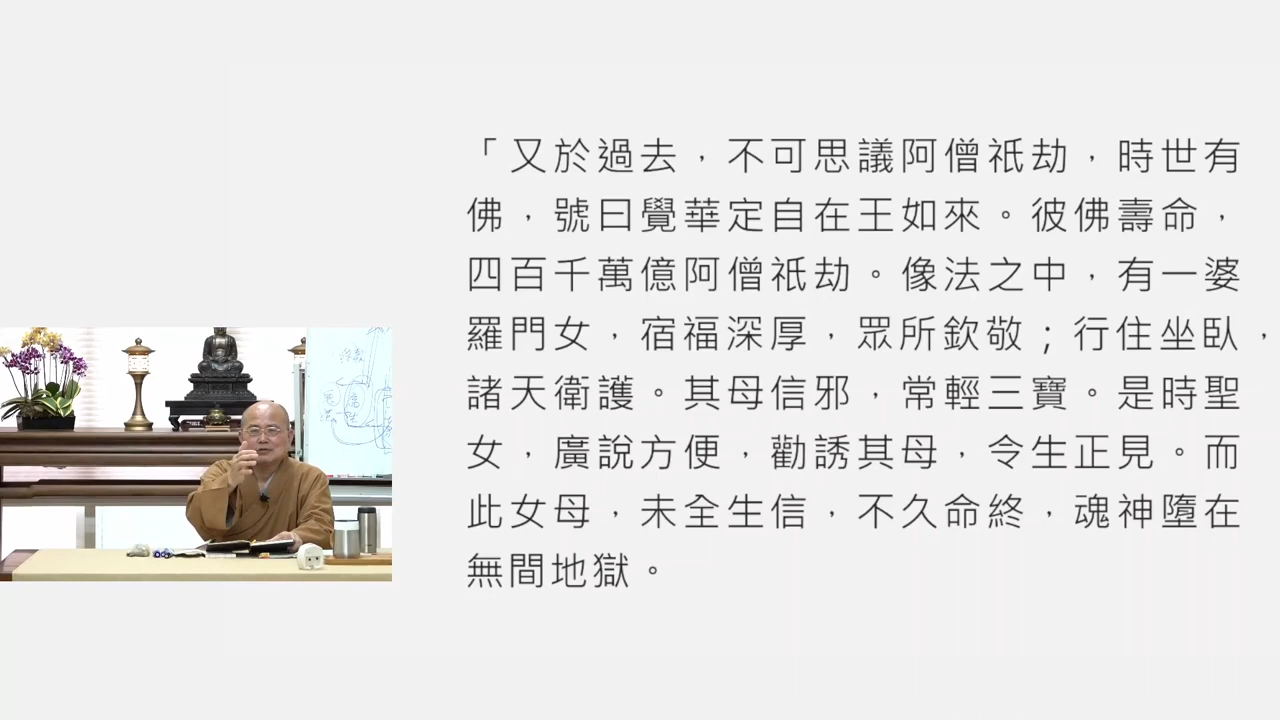 「又於過去，不可思議阿僧祇劫，時世有
佛，號曰覺華定自在王如來。彼佛壽命，
四百千萬億阿僧祇劫。像法之中，有一婆
羅門女，宿福深厚，眾所欽敬；行住坐臥，
諸天衛護。其母信邪，常輕三寶。是時聖
女，廣說方便，勸誘其母，令生正見。而
此女母，未全生信，不久命終，魂神墮在
無間地獄。